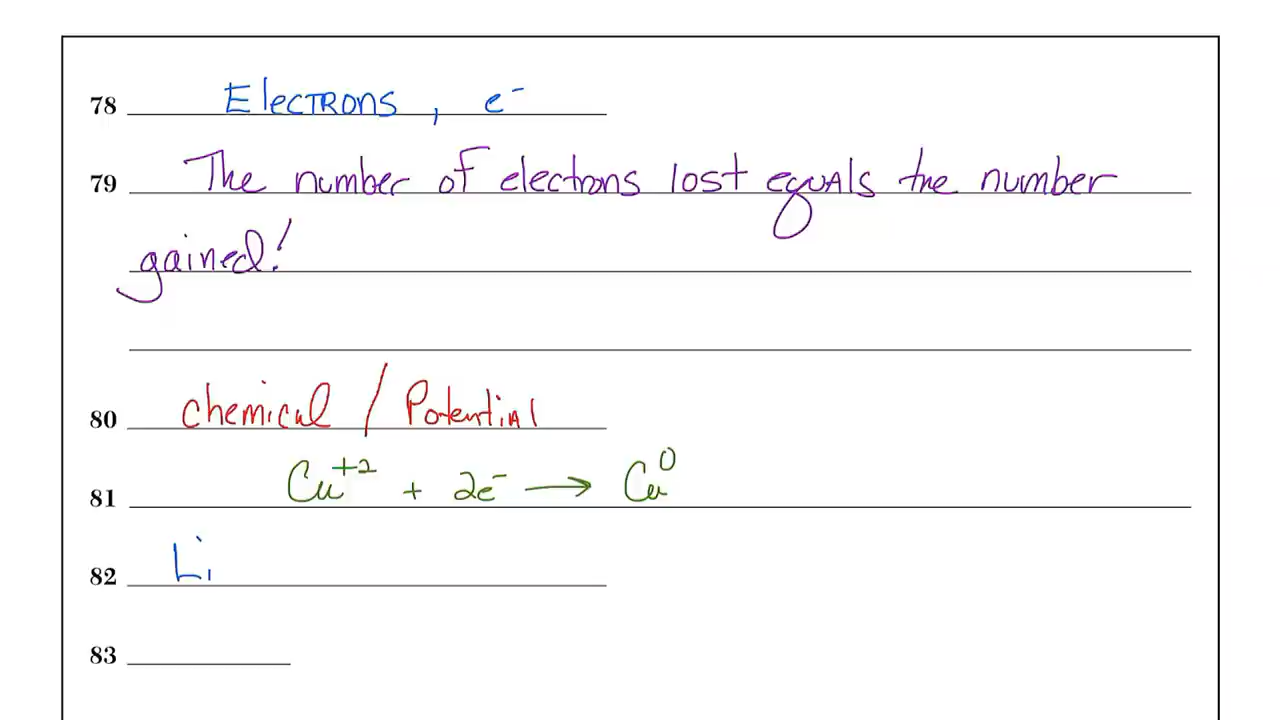 78 Electrons, e⁻
79 The number of electrons lost equals the number
gained!
80 chemical / Potential
81 Cu⁺² + 2e⁻ → Cu⁰
82 Li
83